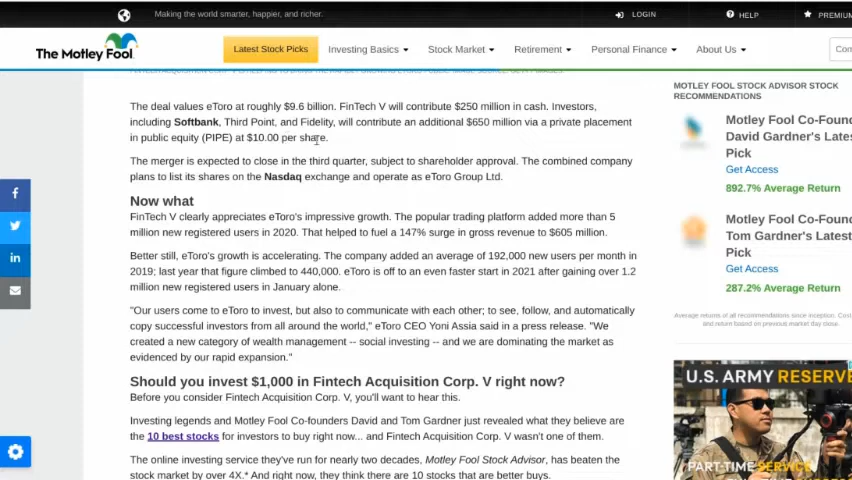 Making the world smarter, happier, and richer.
LOGIN
HELP
PREMIUM
The Motley Fool
Latest Stock Picks
Investing Basics
Stock Market
Retirement
Personal Finance
About Us
The deal values eToro at roughly $9.6 billion. FinTech V will contribute $250 million in cash. Investors,
including Softbank, Third Point, and Fidelity, will contribute an additional $650 million via a private placement
in public equity (PIPE) at $10.00 per share.
The merger is expected to close in the third quarter, subject to shareholder approval. The combined company
plans to list its shares on the Nasdaq exchange and operate as eToro Group Ltd.
Now what
FinTech V clearly appreciates eToro's impressive growth. The popular trading platform added more than 5
million new registered users in 2020. That helped to fuel a 147% surge in gross revenue to $605 million.
Better still, eToro's growth is accelerating. The company added an average of 192,000 new users per month in
2019; last year that figure climbed to 440,000. eToro is off to an even faster start in 2021 after gaining over 1.2
million new registered users in January alone.
"Our users come to eToro to invest, but also to communicate with each other; to see, follow, and automatically
copy successful investors from all around the world," eToro CEO Yoni Assia said in a press release. "We
created a new category of wealth management -- social investing -- and we are dominating the market as
evidenced by our rapid expansion."
Should you invest $1,000 in Fintech Acquisition Corp. V right now?
Before you consider Fintech Acquisition Corp. V, you'll want to hear this.
Investing legends and Motley Fool Co-founders David and Tom Gardner just revealed what they believe are
the 10 best stocks for investors to buy right now... and Fintech Acquisition Corp. V wasn't one of them.
The online investing service they've run for nearly two decades, Motley Fool Stock Advisor, has beaten the
stock market by over 4X.* And right now, they think there are 10 stocks that are better buys.
MOTLEY FOOL STOCK ADVISOR STOCK
RECOMMENDATIONS
Motley Fool Co-Found
David Gardner's Lates
Pick
Get Access
892.7% Average Return
Motley Fool Co-Found
Tom Gardner's Latest
Pick
Get Access
287.2% Average Return
Average returns of all recommendations since inception. Cost
and return based on previous market day close.
U.S. ARMY RESERVE
PART-TIME SERVICE